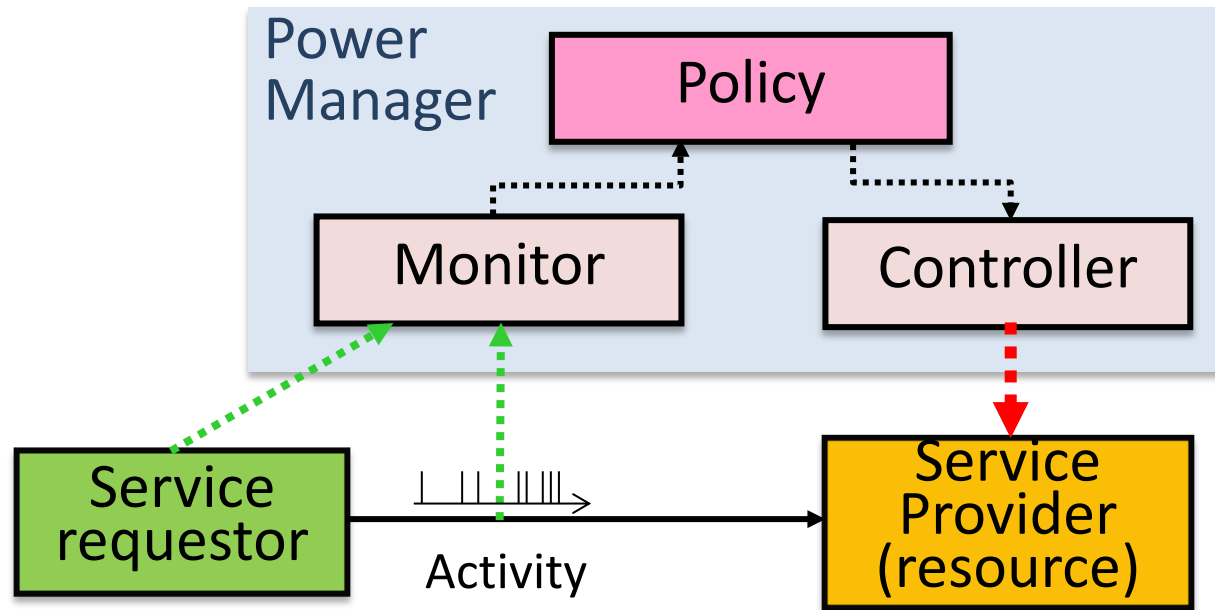 Power
Manager
Policy
Monitor
Controller
Service
requestor
Activity
Service
Provider
(resource)